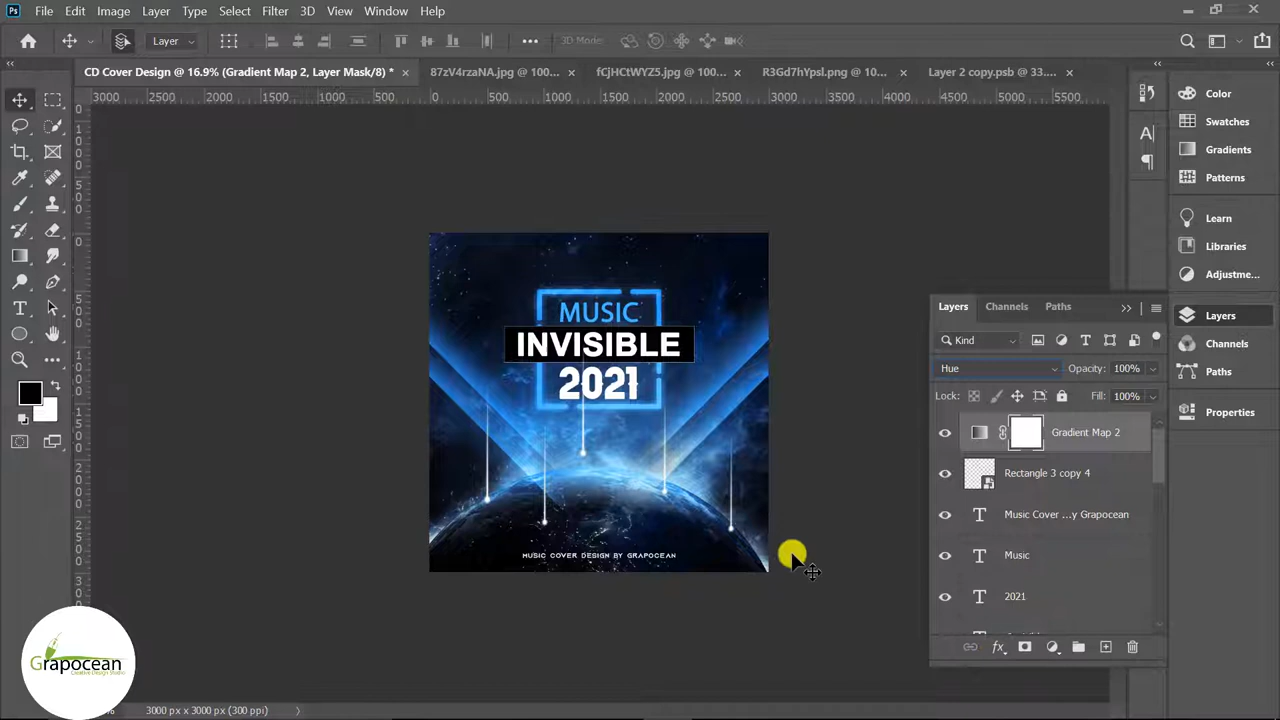 Ps File Edit Image Layer Type Select Filter 3D View Window Help
Layer 3D Mode:
CD Cover Design @ 16.9% (Gradient Map 2, Layer Mask/8) * 87zV4rzaNA.jpg @ 100... fCjHCtWYZ5.jpg @ 100... R3Gd7hYpsl.png @ 10... Layer 2 copy.psb @ 33....
3000 2500 2000 1500 1000 500 0 500 1000 1500 2000 2500 3000 3500 4000 4500 5000 5500
Color
Swatches
Gradients
Patterns
Learn
Libraries
Adjustme...
Layers
Channels
Paths
Properties
MUSIC
INVISIBLE
2021
MUSIC COVER DESIGN BY GRAPOCEAN
Layers Channels Paths
Kind
Hue Opacity: 100%
Lock: Fill: 100%
Gradient Map 2
Rectangle 3 copy 4
Music Cover ...y Grapocean
Music
2021
fx
Grapocean
Creative Design Studio
3000 px x 3000 px (300 ppi)